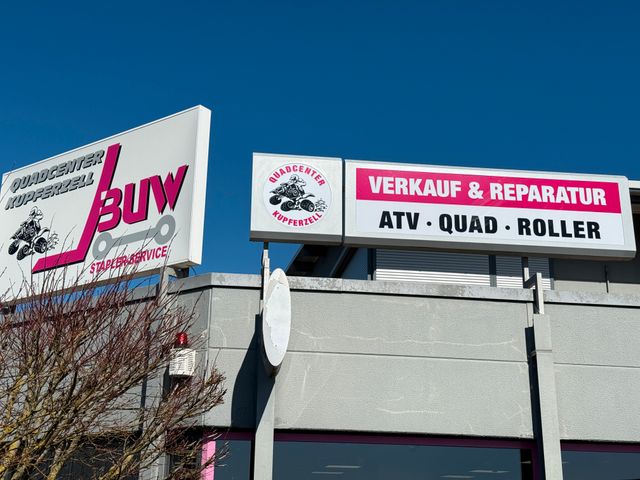 QUADCENTER
KUPFERZELL
BUW
STAPLER-SERVICE
QUADCENTER
KUPFERZELL
VERKAUF & REPARATUR
ATV · QUAD · ROLLER